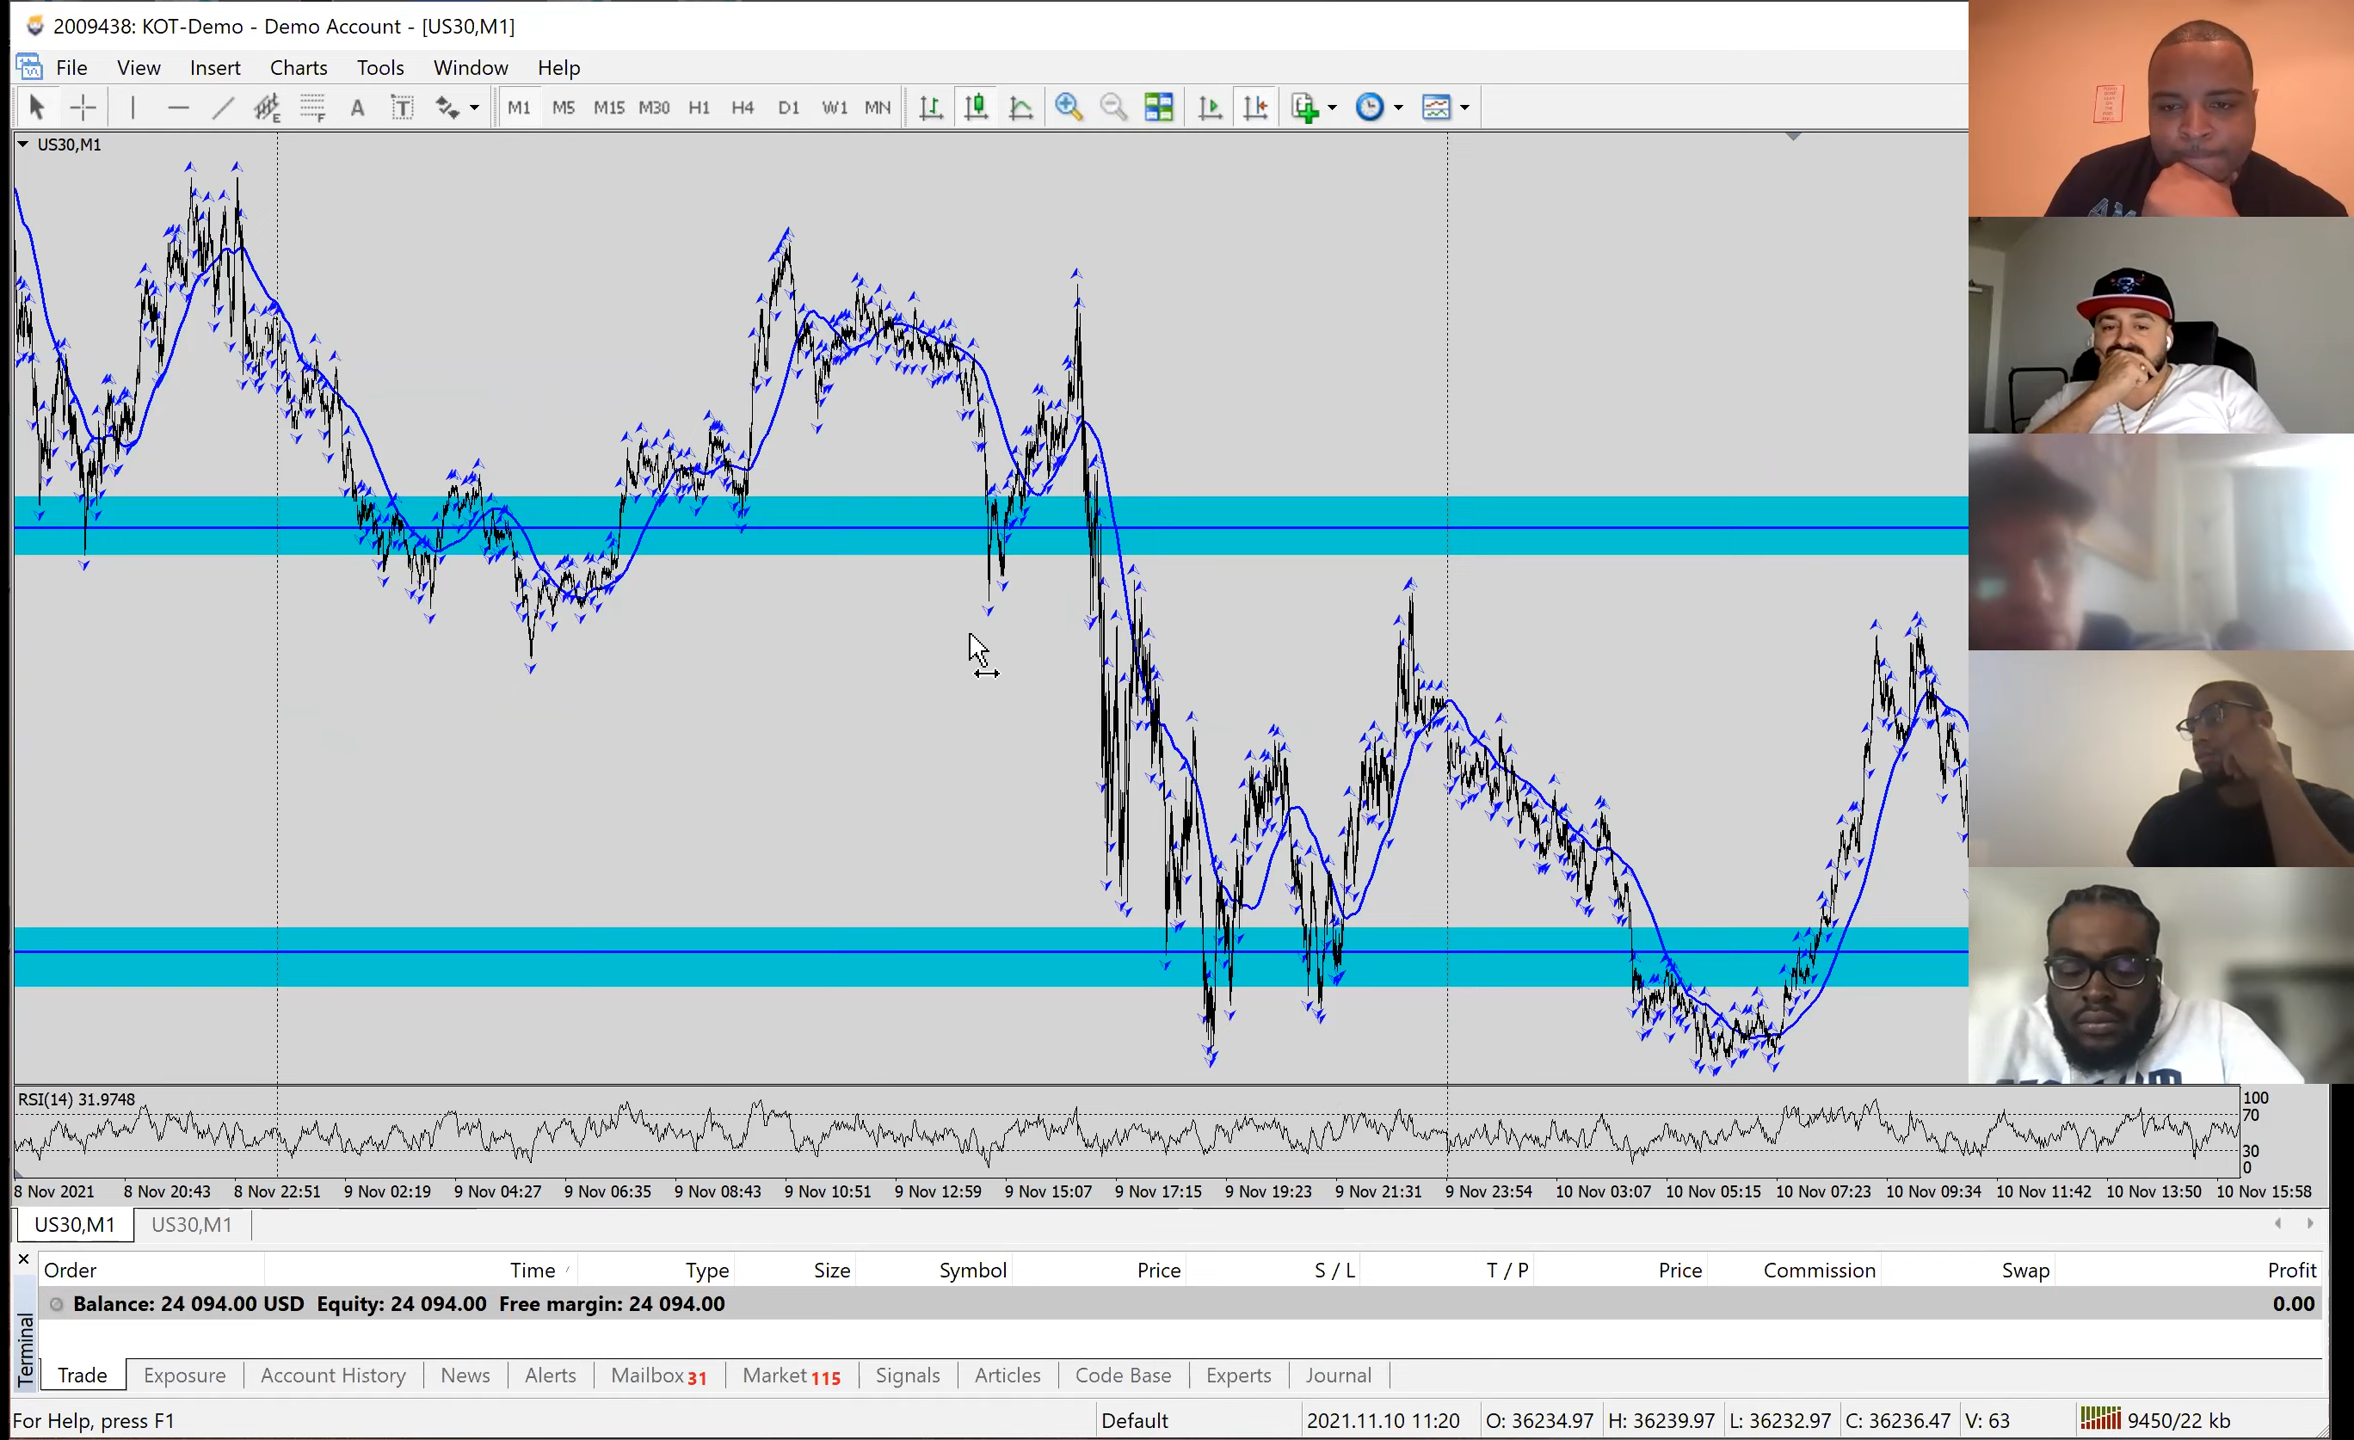 2009438: KOT-Demo - Demo Account - [US30,M1]
File View Insert Charts Tools Window Help
E F A T M1 M5 M15 M30 H1 H4 D1 W1 MN
US30,M1
RSI(14) 31.9748
100
70
30
0
8 Nov 2021 8 Nov 20:43 8 Nov 22:51 9 Nov 02:19 9 Nov 04:27 9 Nov 06:35 9 Nov 08:43 9 Nov 10:51 9 Nov 12:59 9 Nov 15:07 9 Nov 17:15 9 Nov 19:23 9 Nov 21:31 9 Nov 23:54 10 Nov 03:07 10 Nov 05:15 10 Nov 07:23 10 Nov 09:34 10 Nov 11:42 10 Nov 13:50 10 Nov 15:58
US30,M1 US30,M1
Order Time Type Size Symbol Price S / L T / P Price Commission Swap Profit
Balance: 24 094.00 USD Equity: 24 094.00 Free margin: 24 094.00 0.00
Terminal
Trade Exposure Account History News Alerts Mailbox 31 Market 115 Signals Articles Code Base Experts Journal
For Help, press F1 Default 2021.11.10 11:20 O: 36234.97 H: 36239.97 L: 36232.97 C: 36236.47 V: 63 9450/22 kb